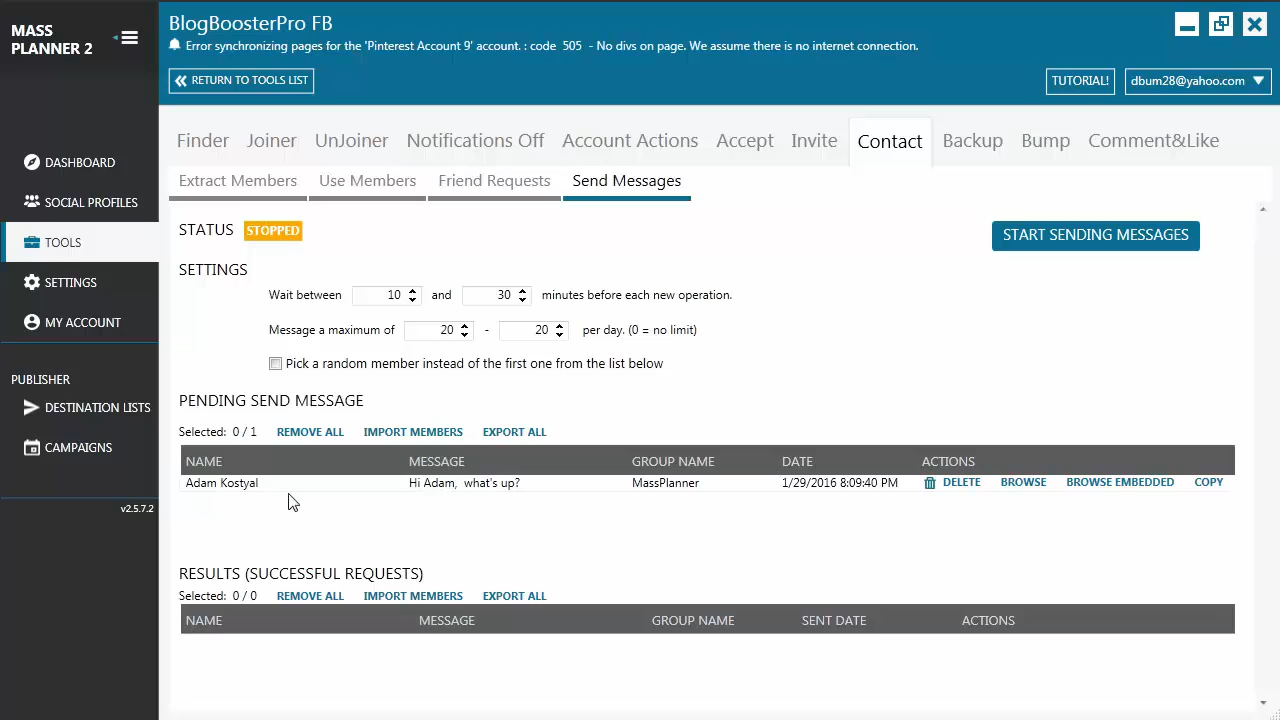 MASS
PLANNER 2
BlogBoosterPro FB
Error synchronizing pages for the 'Pinterest Account 9' account. : code 505 - No divs on page. We assume there is no internet connection.
RETURN TO TOOLS LIST
TUTORIAL!
dbum28@yahoo.com
DASHBOARD
SOCIAL PROFILES
TOOLS
SETTINGS
MY ACCOUNT
PUBLISHER
DESTINATION LISTS
CAMPAIGNS
v2.5.7.2
Finder Joiner UnJoiner Notifications Off Account Actions Accept Invite Contact Backup Bump Comment&Like
Extract Members Use Members Friend Requests Send Messages
STATUS STOPPED
START SENDING MESSAGES
SETTINGS
Wait between 10 and 30 minutes before each new operation.
Message a maximum of 20 - 20 per day. (0 = no limit)
Pick a random member instead of the first one from the list below
PENDING SEND MESSAGE
Selected: 0 / 1 REMOVE ALL IMPORT MEMBERS EXPORT ALL
NAME MESSAGE GROUP NAME DATE ACTIONS
Adam Kostyal Hi Adam, what's up? MassPlanner 1/29/2016 8:09:40 PM DELETE BROWSE BROWSE EMBEDDED COPY
RESULTS (SUCCESSFUL REQUESTS)
Selected: 0 / 0 REMOVE ALL IMPORT MEMBERS EXPORT ALL
NAME MESSAGE GROUP NAME SENT DATE ACTIONS